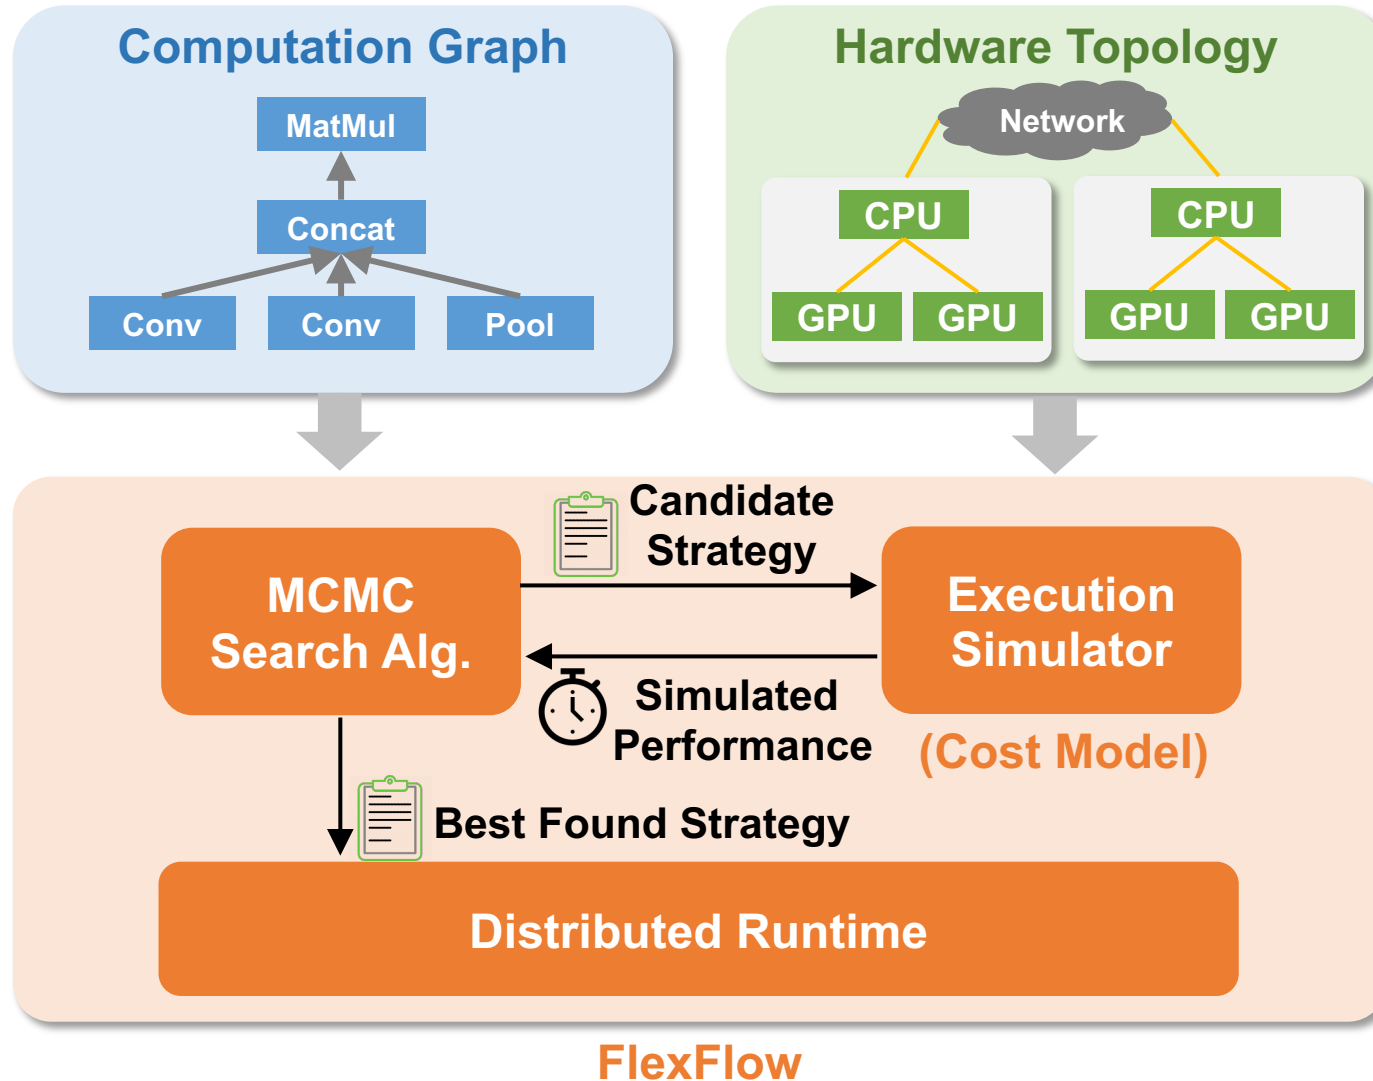 Computation Graph
MatMul
Concat
Conv
Conv
Pool
Hardware Topology
Network
CPU
GPU
GPU
CPU
GPU
GPU
Candidate
Strategy
MCMC
Search Alg.
Execution
Simulator
Simulated
Performance
(Cost Model)
Best Found Strategy
Distributed Runtime
FlexFlow